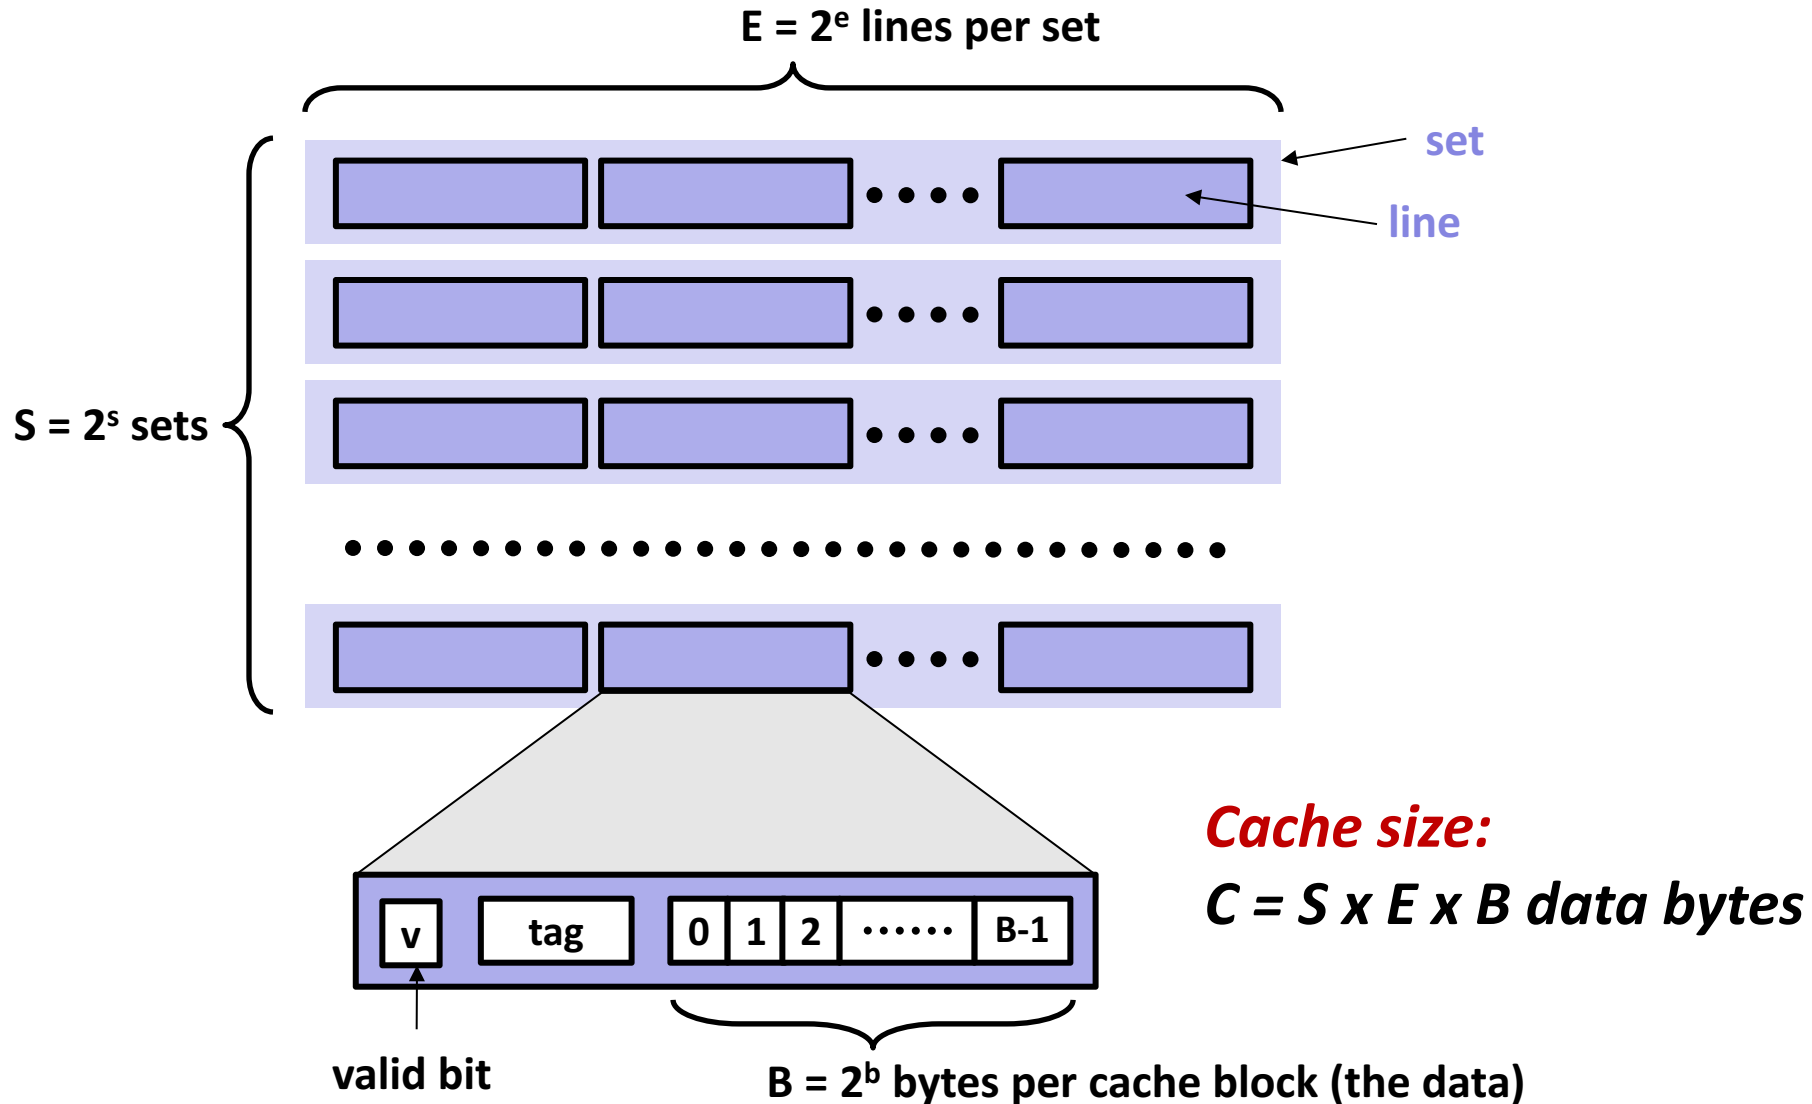 E = 2ᵉ lines per set
set
line
S = 2ˢ sets
Cache size:
C = S x E x B data bytes
v
tag
0
1
2
B-1
valid bit
B = 2ᵇ bytes per cache block (the data)